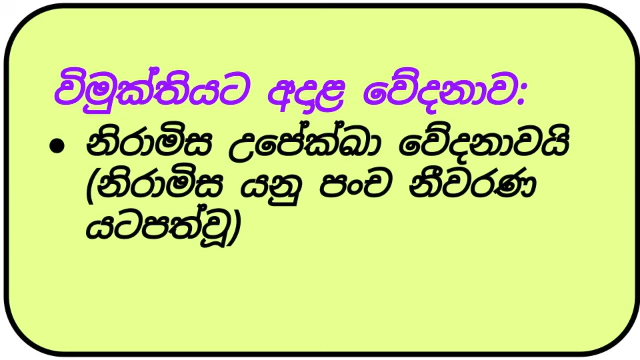 විමුක්තියට අදාළ වේදනාව:
● නිරාමිස උපේක්ඛා වේදනාවයි
(නිරාමිස යනු පංච නීවරණ
යටපත්වූ)